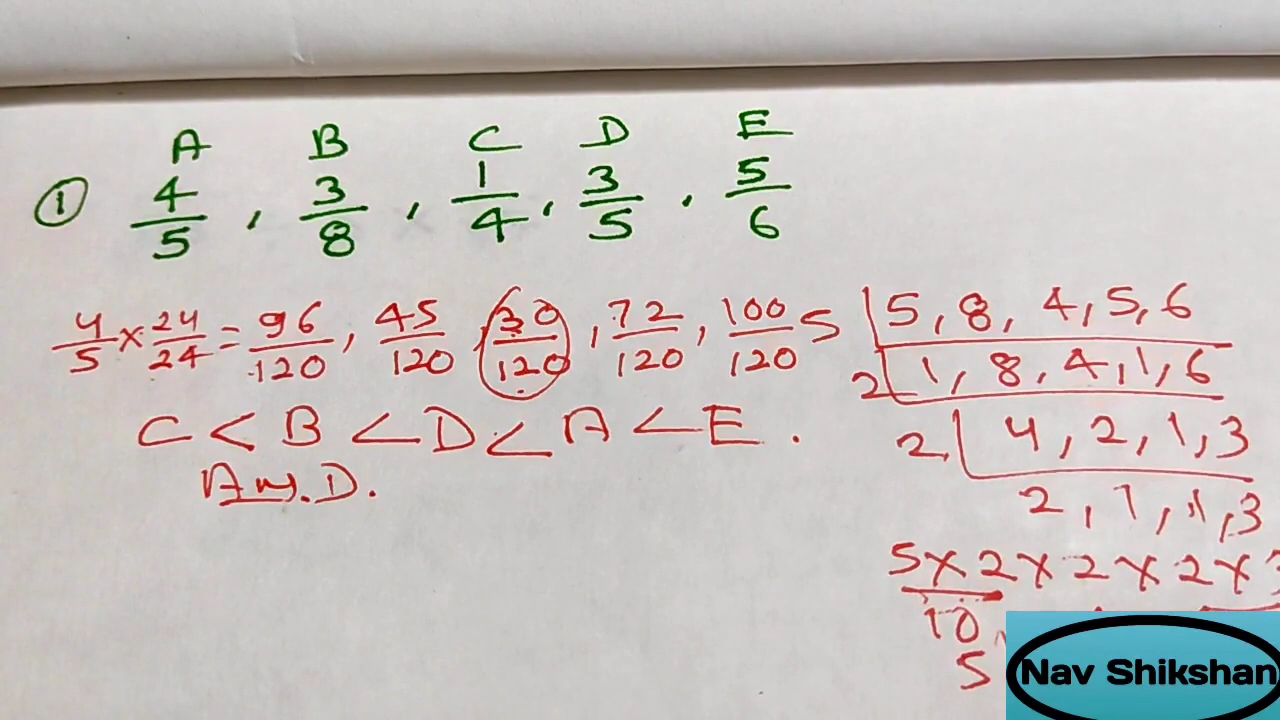 A B C D E
① 4/5 , 3/8 , 1/4 , 3/5 , 5/6
4/5 × 24/24 = 96/120 , 45/120 , 30/120 , 72/120 , 100/120
C < B < D < A < E .
Ans. D.
5 | 5 , 8 , 4 , 5 , 6
2 | 1 , 8 , 4 , 1 , 6
2 | 4 , 2 , 1 , 3
2 , 1 , 1 , 3
5 × 2 × 2 × 2 × 3
10
5
Nav Shikshan